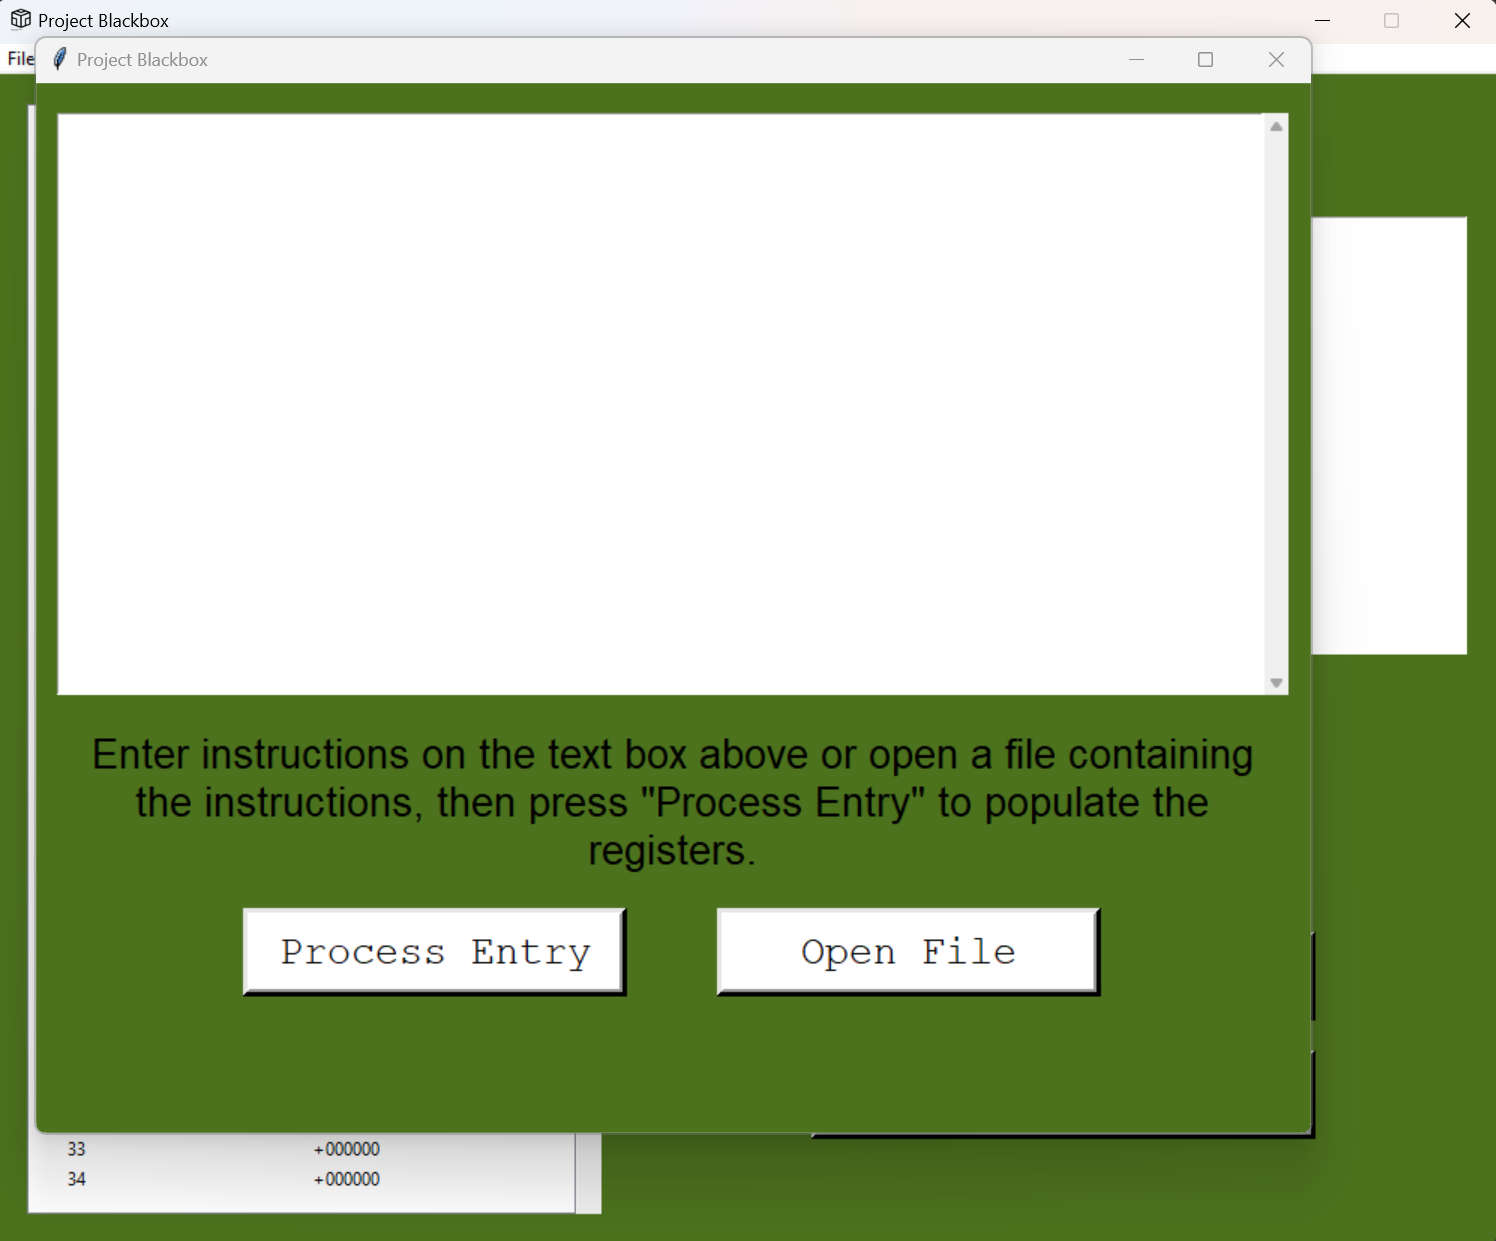 Project Blackbox
File
Project Blackbox
Enter instructions on the text box above or open a file containing
the instructions, then press "Process Entry" to populate the
registers.
Process Entry
Open File
33 +000000
34 +000000